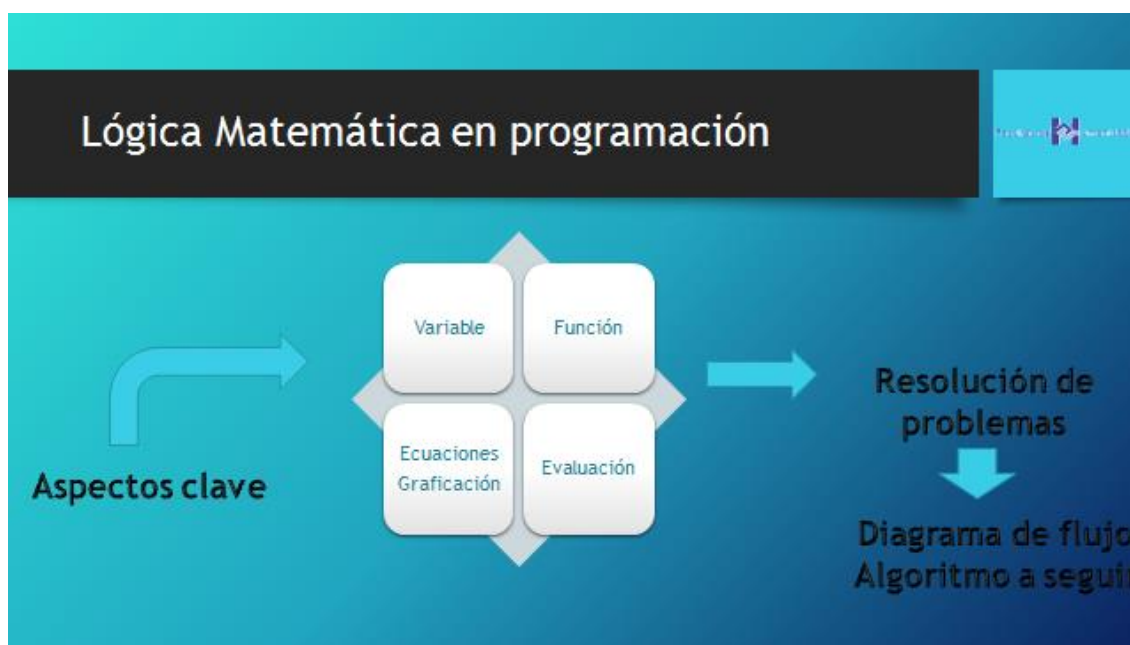 Lógica Matemática en programación
Variable
Función
Ecuaciones
Graficación
Evaluación
Aspectos clave
Resolución de
problemas
Diagrama de flujo
Algoritmo a seguir